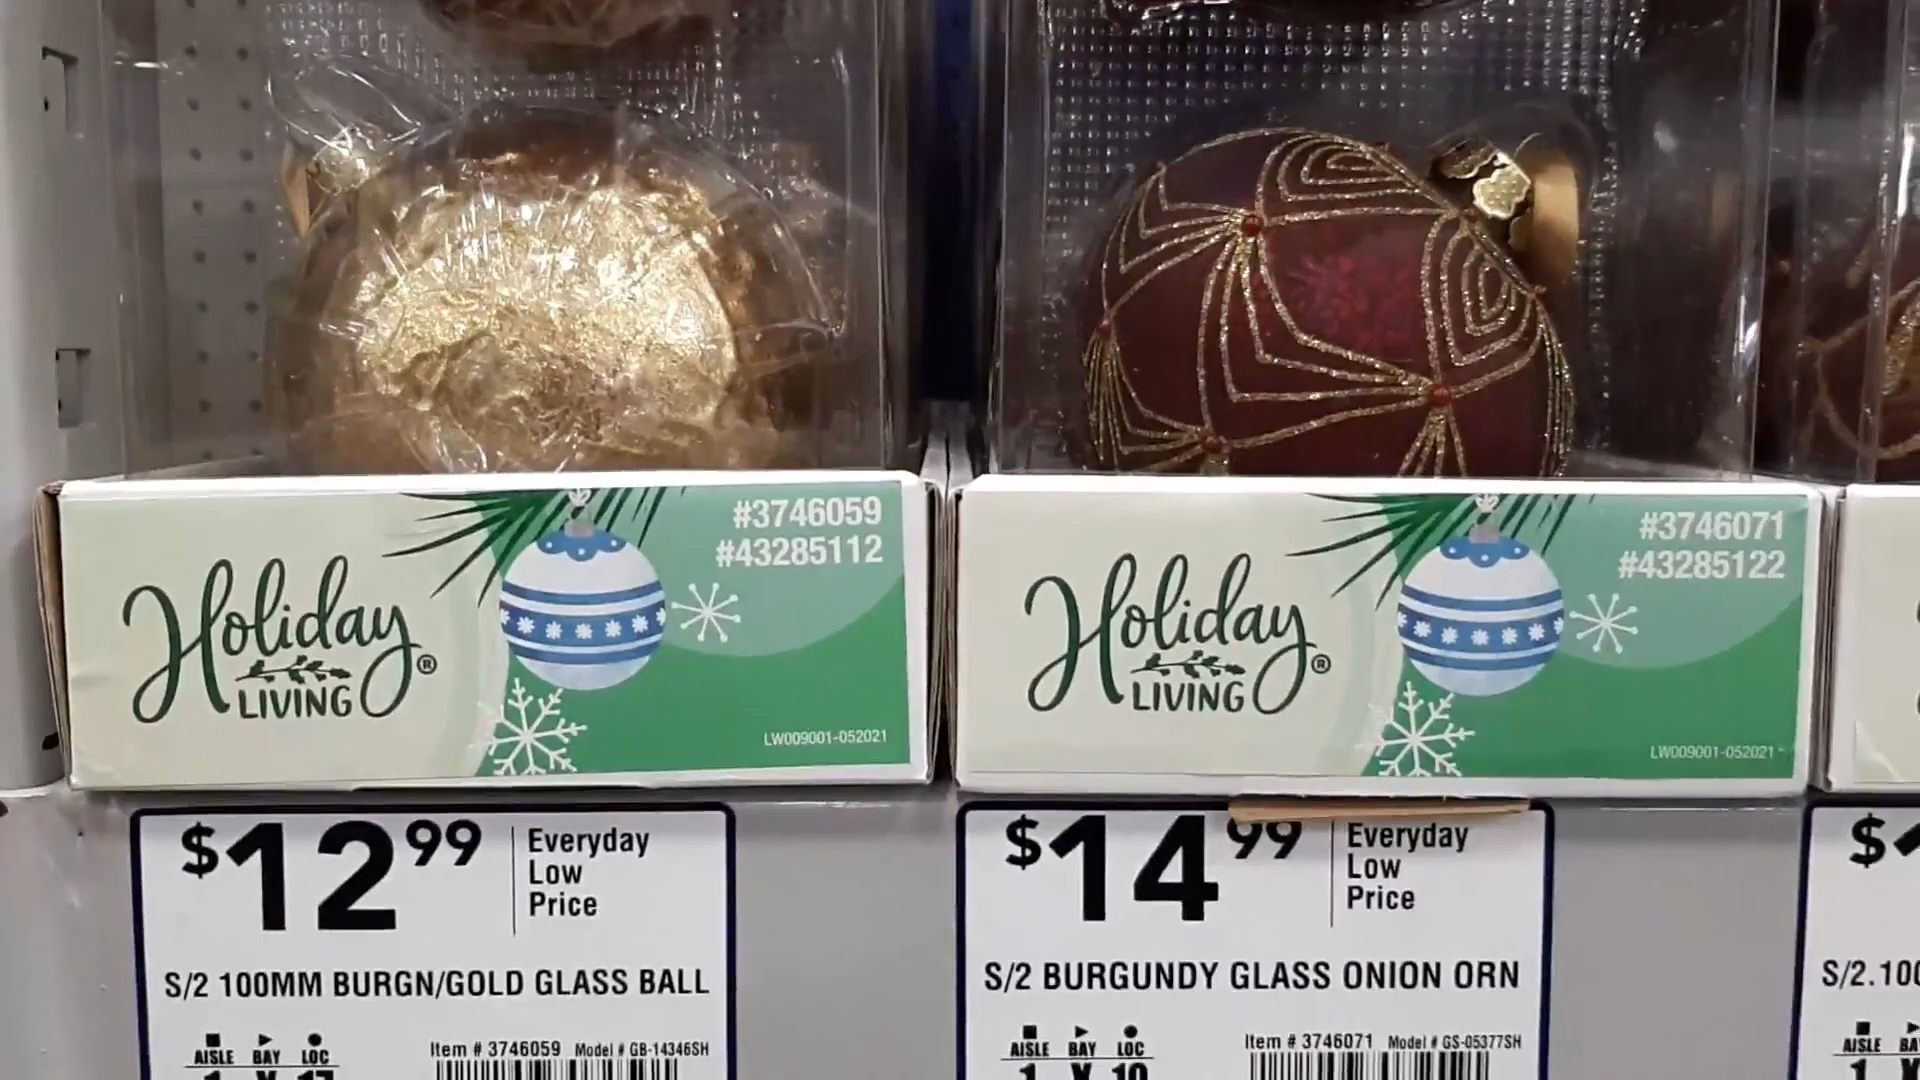 #3746059
#43285112
Holiday
LIVING®
LW009001-052021
#3746071
#43285122
Holiday
LIVING®
LW009001-052021
$12 99
Everyday
Low
Price
S/2 100MM BURGN/GOLD GLASS BALL
AISLE BAY LOC
Item # 3746059 Model # GB-14346SH
$14 99
Everyday
Low
Price
S/2 BURGUNDY GLASS ONION ORN
AISLE BAY LOC
Item # 3746071 Model # GS-05377SH
$
S/2.10
AISLE